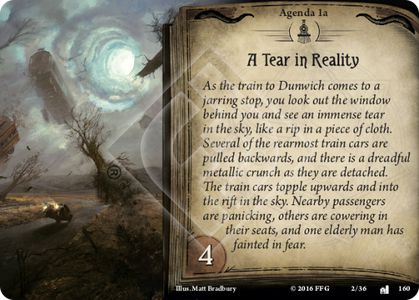 Agenda 1a
A Tear in Reality
As the train to Dunwich comes to a
jarring stop, you look out the window
behind you and see an immense tear
in the sky, like a rip in a piece of cloth.
Several of the rearmost train cars are
pulled backwards, and there is a dreadful
metallic crunch as they are detached.
The train cars topple upwards and into
the rift in the sky. Nearby passengers
are panicking, others are cowering in
their seats, and one elderly man has
fainted in fear.
4
Illus. Matt Bradbury
© 2016 FFG
2/36
160